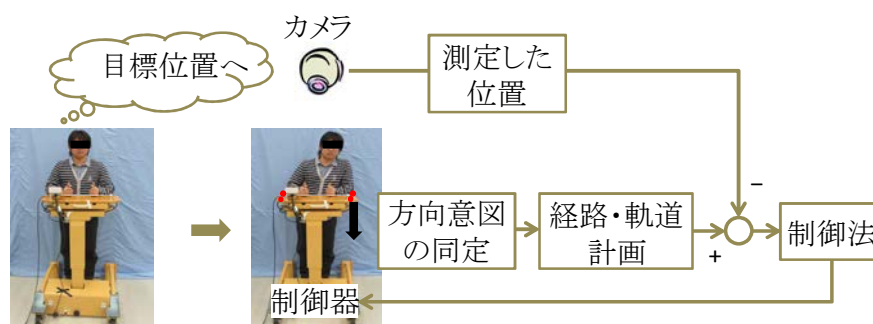 カメラ
目標位置へ
測定した
位置
−
方向意図
の同定
経路・軌道
計画
+
制御法
制御器